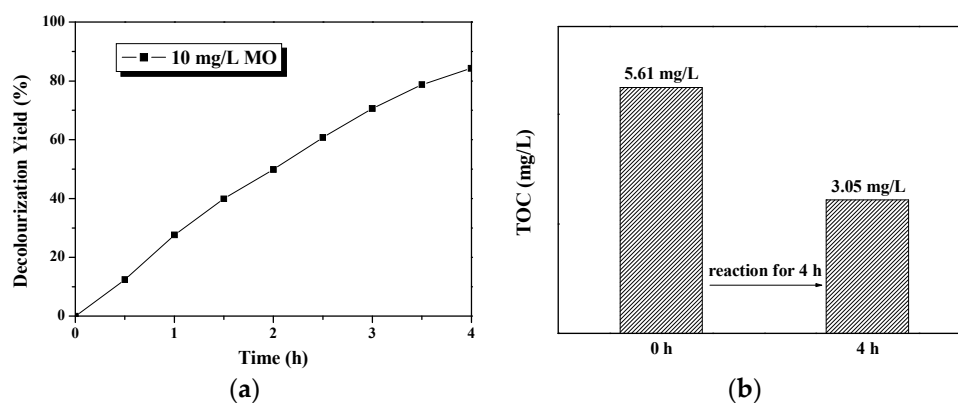 100
80
60
40
20
0
0
1
2
3
4
Decolourization Yield (%)
Time (h)
10 mg/L MO
(a)
TOC (mg/L)
5.61 mg/L
3.05 mg/L
reaction for 4 h
0 h
4 h
(b)